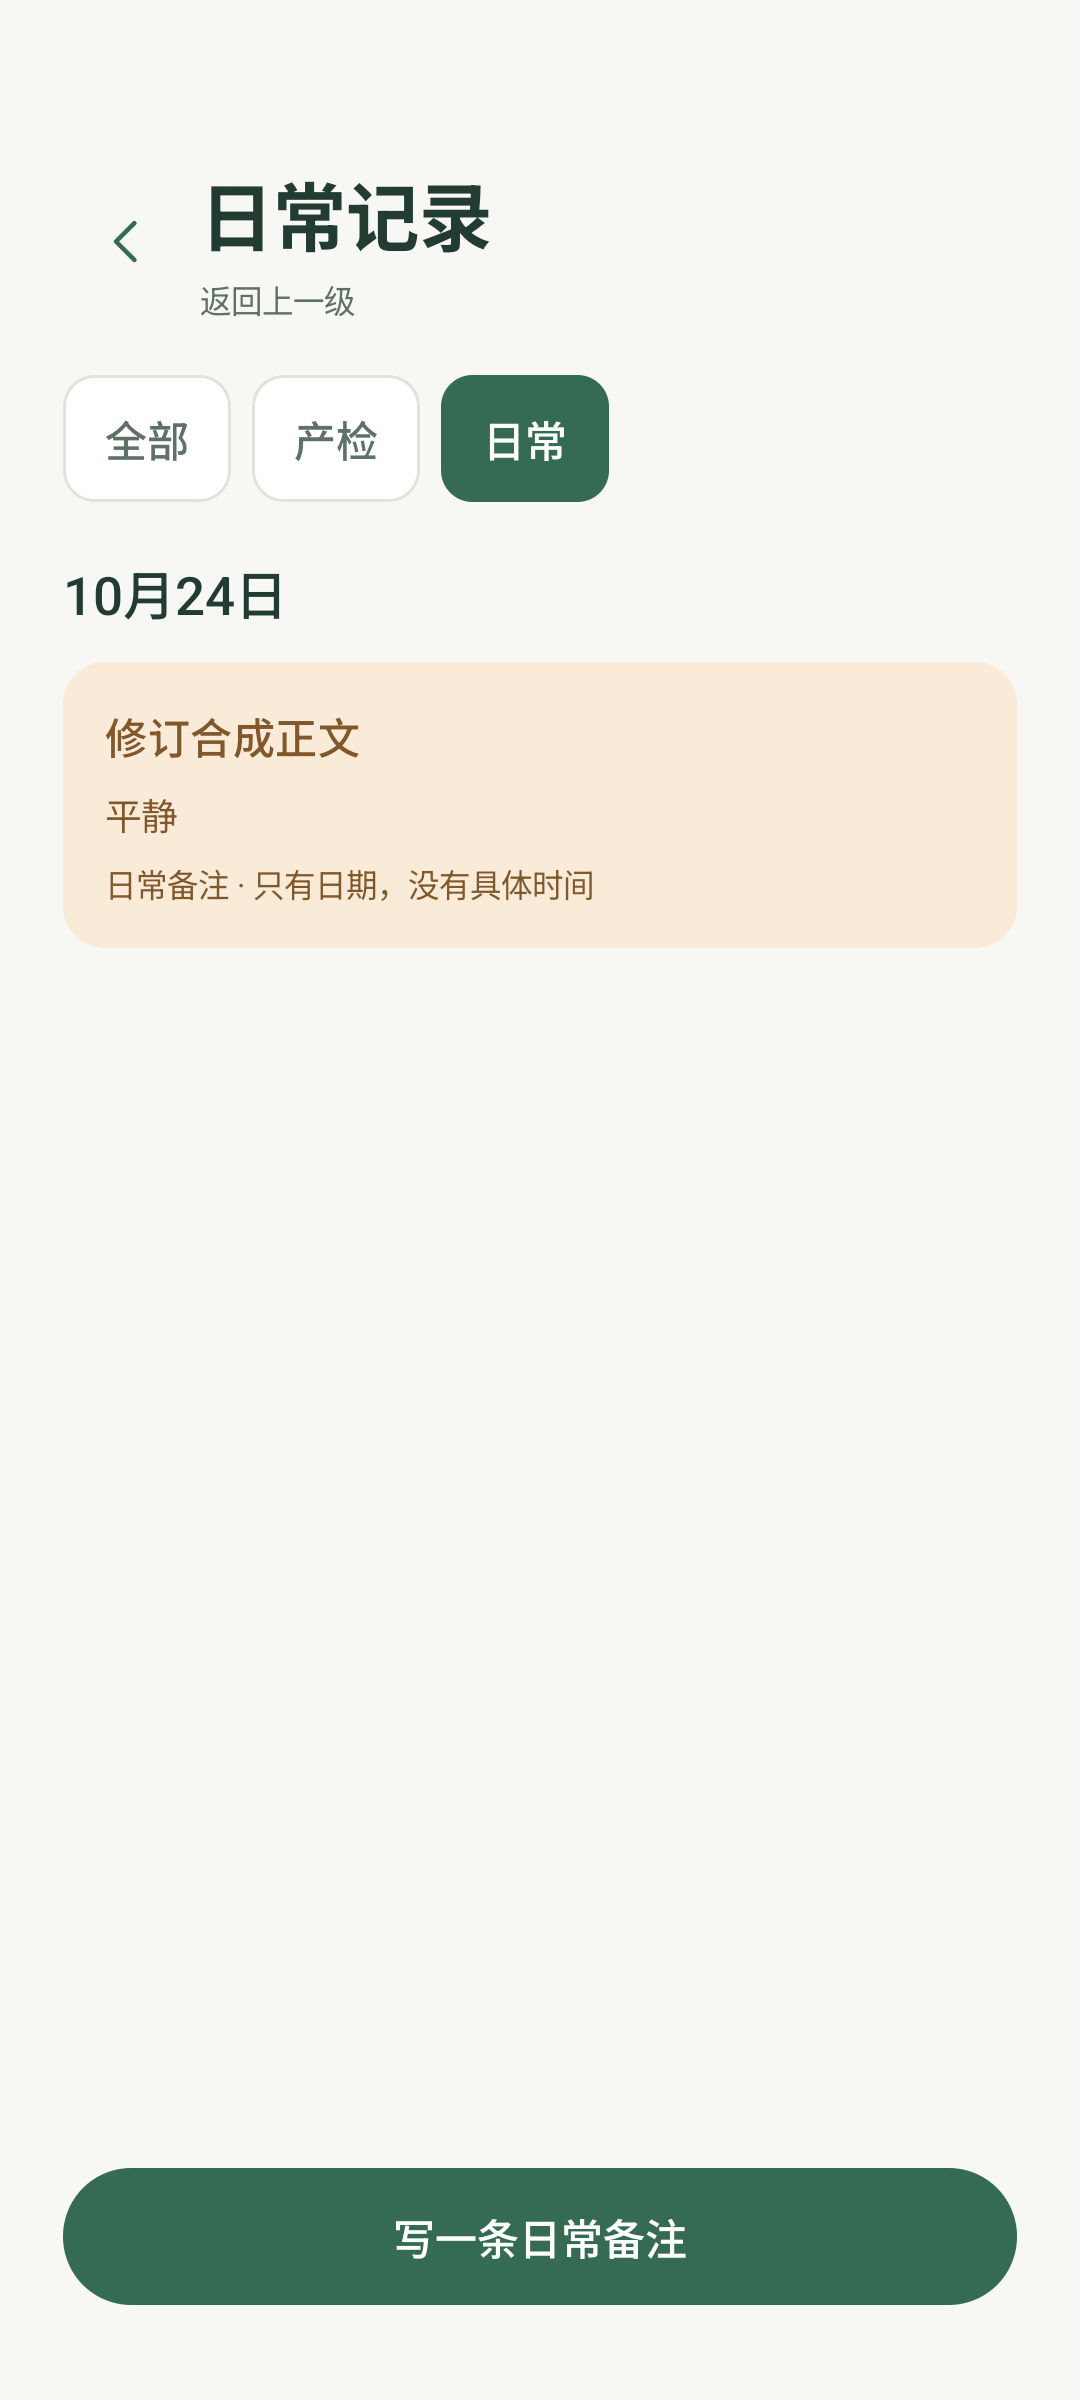 日常记录
返回上一级
全部
产检
日常
10月24日
修订合成正文
平静
日常备注 · 只有日期，没有具体时间
写一条日常备注